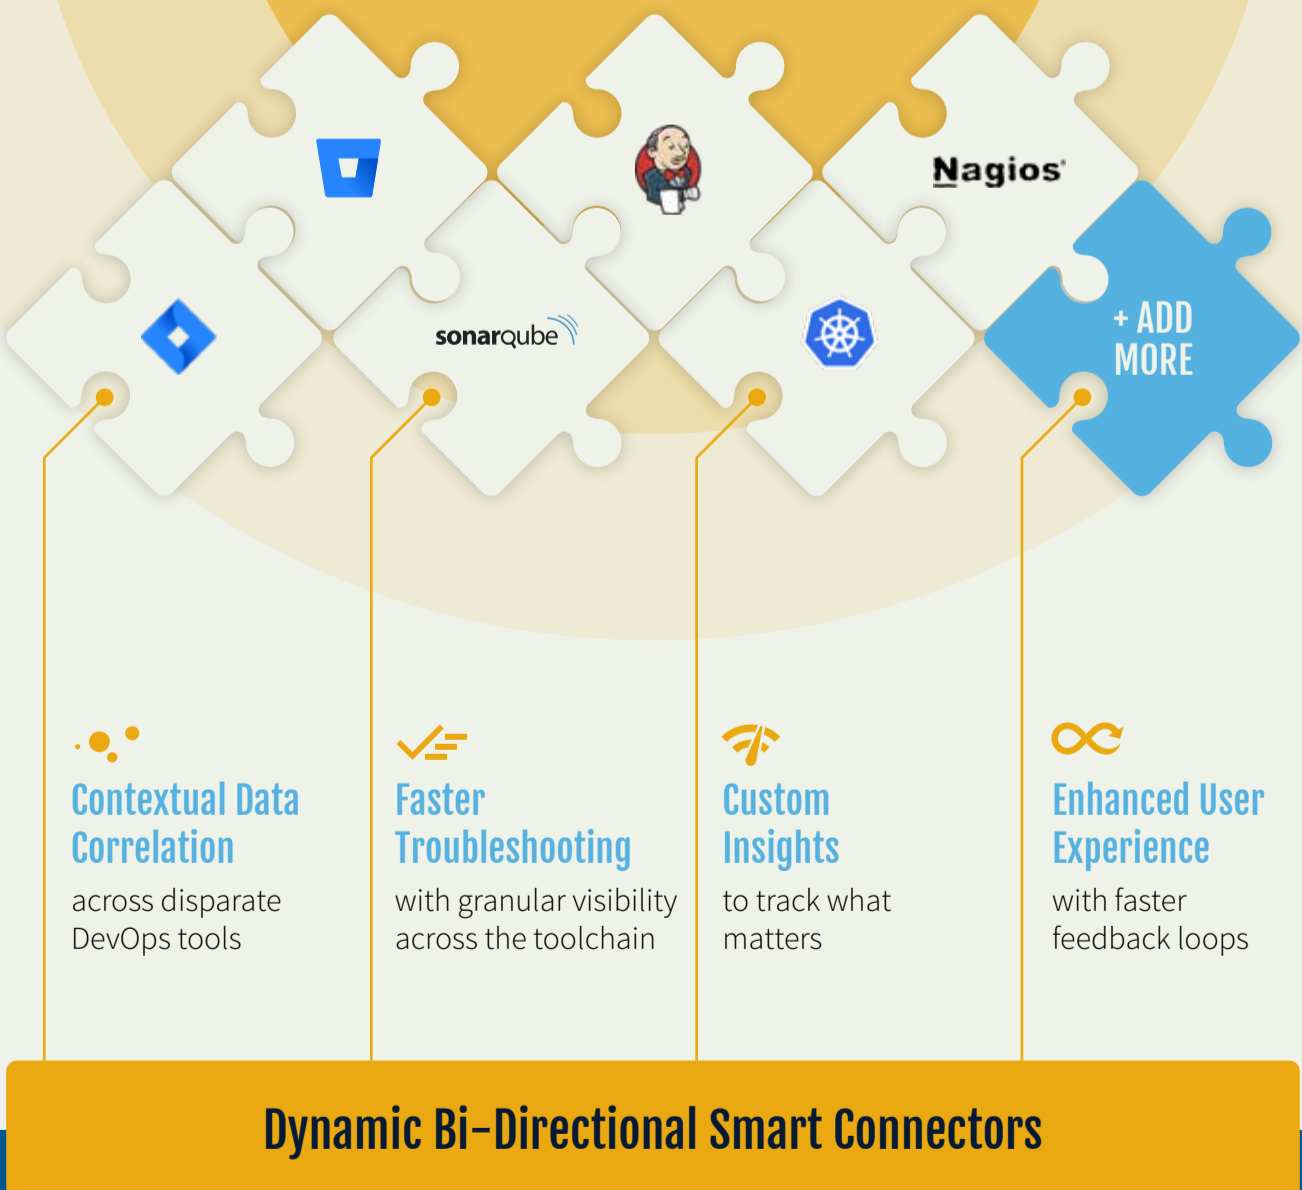 Nagios®
sonarqube
+ ADD
MORE
Contextual Data
Correlation
across disparate
DevOps tools
Faster
Troubleshooting
with granular visibility
across the toolchain
Custom
Insights
to track what
matters
Enhanced User
Experience
with faster
feedback loops
Dynamic Bi-Directional Smart Connectors